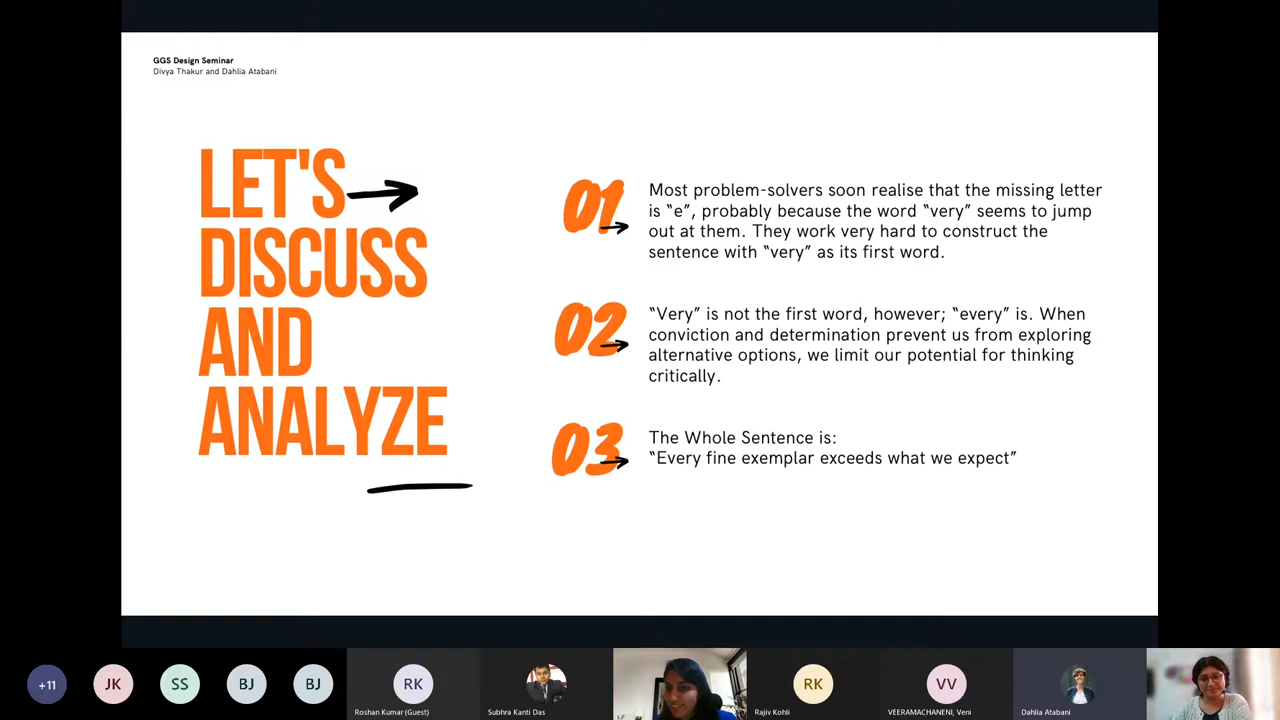 GGS Design Seminar
Divya Thakur and Dahlia Atabani
LET'S
DISCUSS
AND
ANALYZE
01
Most problem-solvers soon realise that the missing letter
is “e”, probably because the word “very” seems to jump
out at them. They work very hard to construct the
sentence with “very” as its first word.
02
“Very” is not the first word, however; “every” is. When
conviction and determination prevent us from exploring
alternative options, we limit our potential for thinking
critically.
03
The Whole Sentence is:
“Every fine exemplar exceeds what we expect”
+11
JK
SS
BJ
BJ
RK
Roshan Kumar (Guest)
Subhra Kanti Das
RK
Rajiv Kohli
VV
VEERAMACHANENI, Veni
Dahlia Atabani